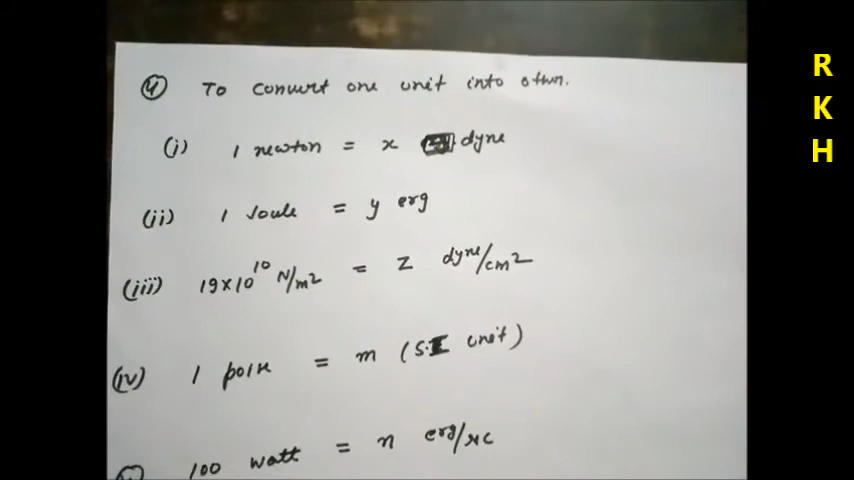 (4) To convert one unit into other.
(i) 1 newton = x dyne
(ii) 1 Joule = y erg
(iii) 19×10¹⁰ N/m² = z dyne/cm²
(iv) 1 poise = m (S.I unit)
100 watt = n erg/sec
R
K
H